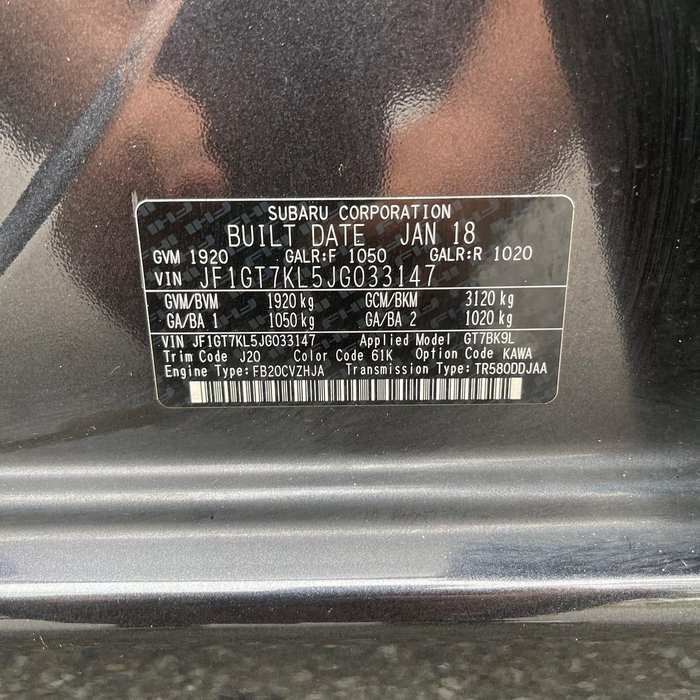 SUBARU CORPORATION
BUILT DATE JAN 18
GVM 1920 GALR:F 1050 GALR:R 1020
VIN JF1GT7KL5JG033147
GVM/BVM 1920 kg GCM/BKM 3120 kg
GA/BA 1 1050 kg GA/BA 2 1020 kg
VIN JF1GT7KL5JG033147 Applied Model GT7BK9L
Trim Code J20 Color Code 61K Option Code KAWA
Engine Type: FB20CVZHJA Transmission Type: TR580DDJAA